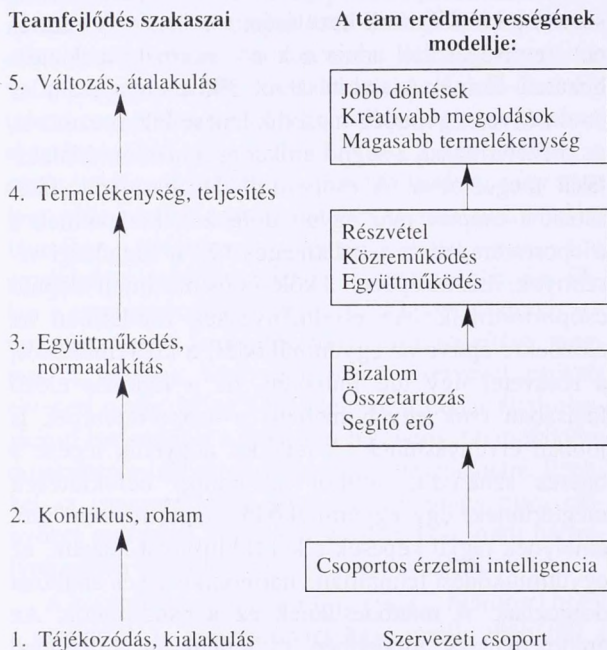 Teamfejlődés szakaszai
5. Változás, átalakulás
4. Termelékenység, teljesítés
3. Együttműködés,
normaalakítás
2. Konfliktus, roham
1. Tájékozódás, kialakulás
A team eredményességének
modellje:
Jobb döntések
Kreatívabb megoldások
Magasabb termelékenység
Részvétel
Közreműködés
Együttműködés
Bizalom
Összetartozás
Segítő erő
Csoportos érzelmi intelligencia
Szervezeti csoport